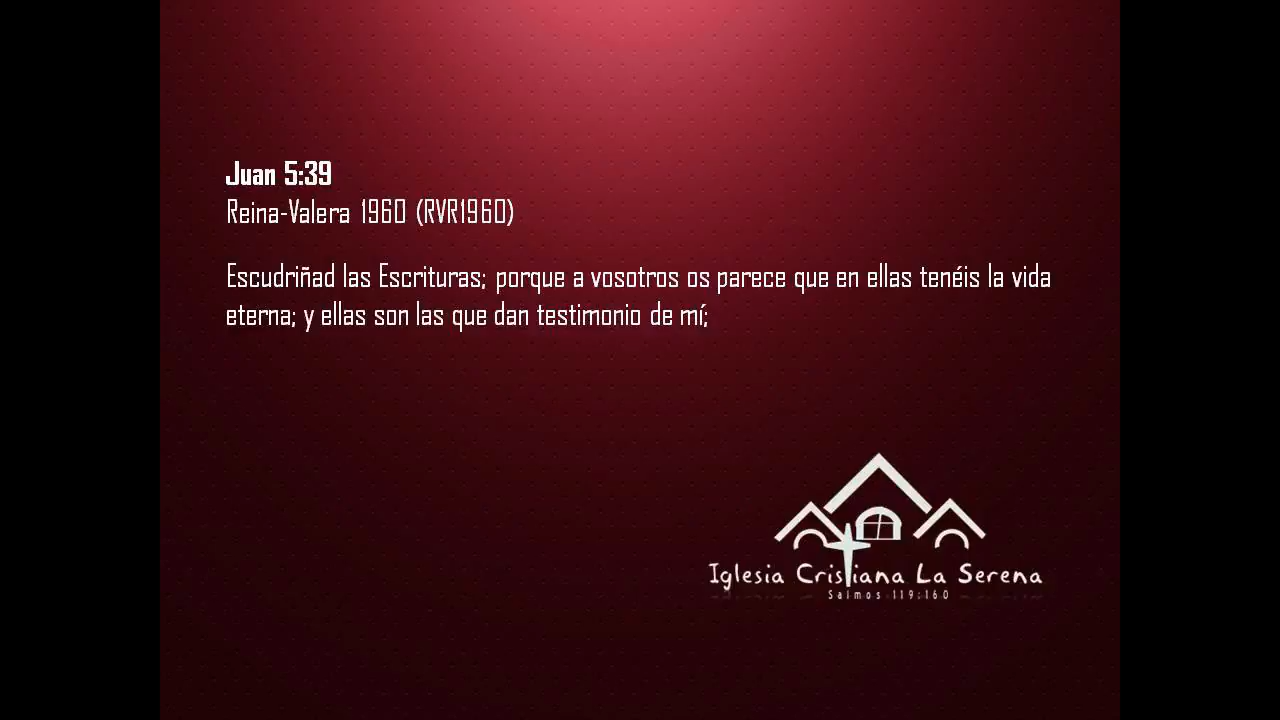 Juan 5:39
Reina-Valera 1960 (RVR1960)
Escudriñad las Escrituras; porque a vosotros os parece que en ellas tenéis la vida
eterna; y ellas son las que dan testimonio de mí;
Iglesia Cristiana La Serena
Salmos 119:160